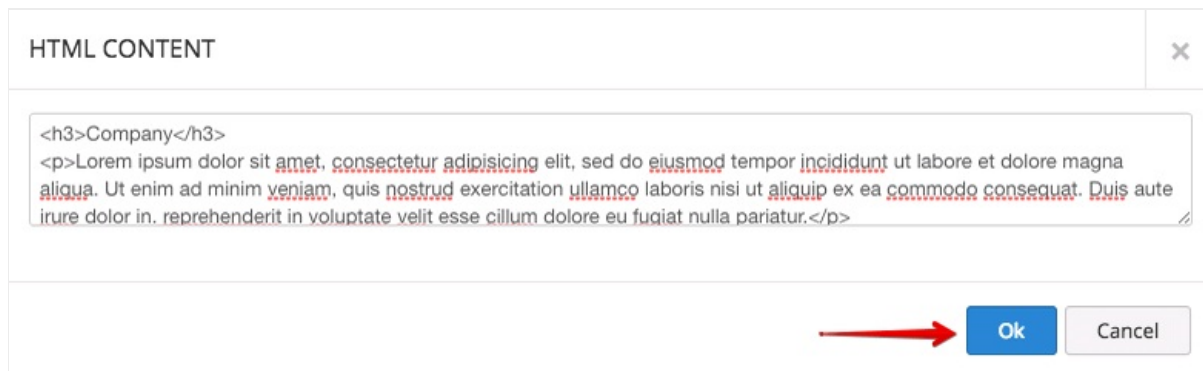 HTML CONTENT
<h3>Company</h3>
<p>Lorem ipsum dolor sit amet, consectetur adipisicing elit, sed do eiusmod tempor incididunt ut labore et dolore magna
aliqua. Ut enim ad minim veniam, quis nostrud exercitation ullamco laboris nisi ut aliquip ex ea commodo consequat. Duis aute
irure dolor in. reprehenderit in voluptate velit esse cillum dolore eu fugiat nulla pariatur.</p>
Ok
Cancel